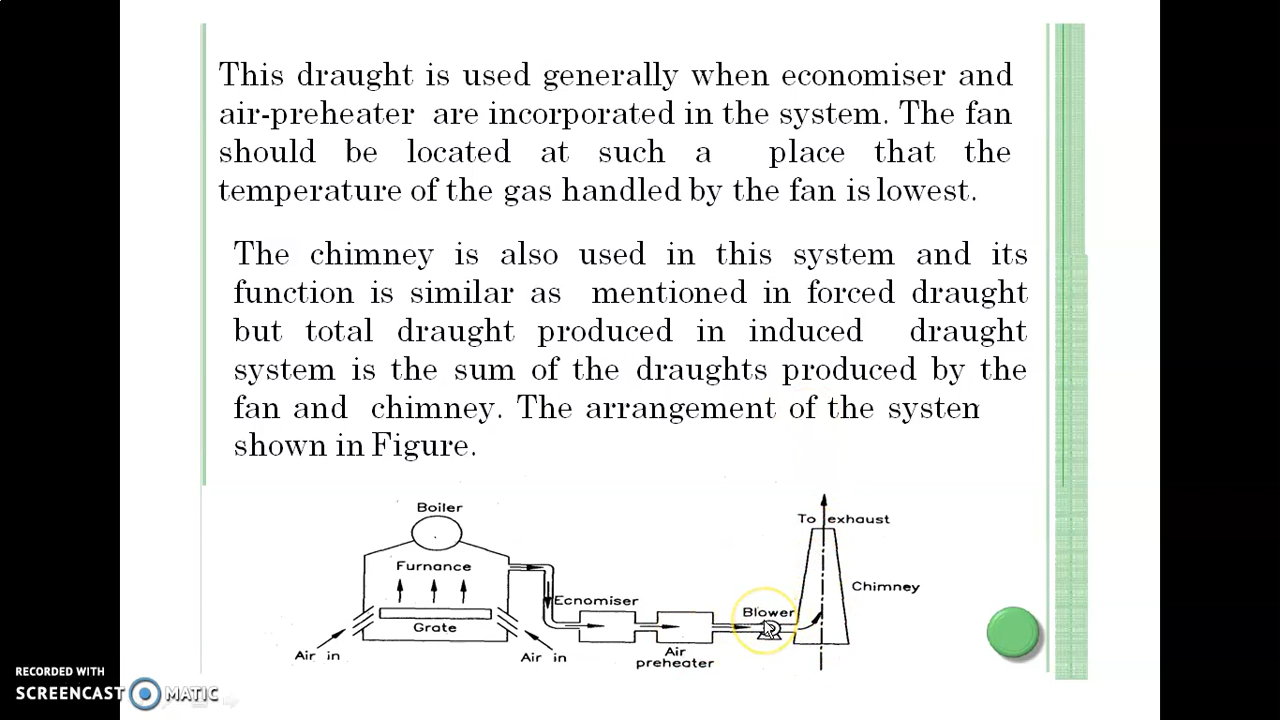 This draught is used generally when economiser and
air-preheater are incorporated in the system. The fan
should be located at such a place that the
temperature of the gas handled by the fan is lowest.
The chimney is also used in this system and its
function is similar as mentioned in forced draught
but total draught produced in induced draught
system is the sum of the draughts produced by the
fan and chimney. The arrangement of the system
shown in Figure.
Boiler
To exhaust
Furnance
Chimney
Ecnomiser
Blower
Grate
Air in
Air in
Air
preheater
RECORDED WITH
SCREENCAST MATIC